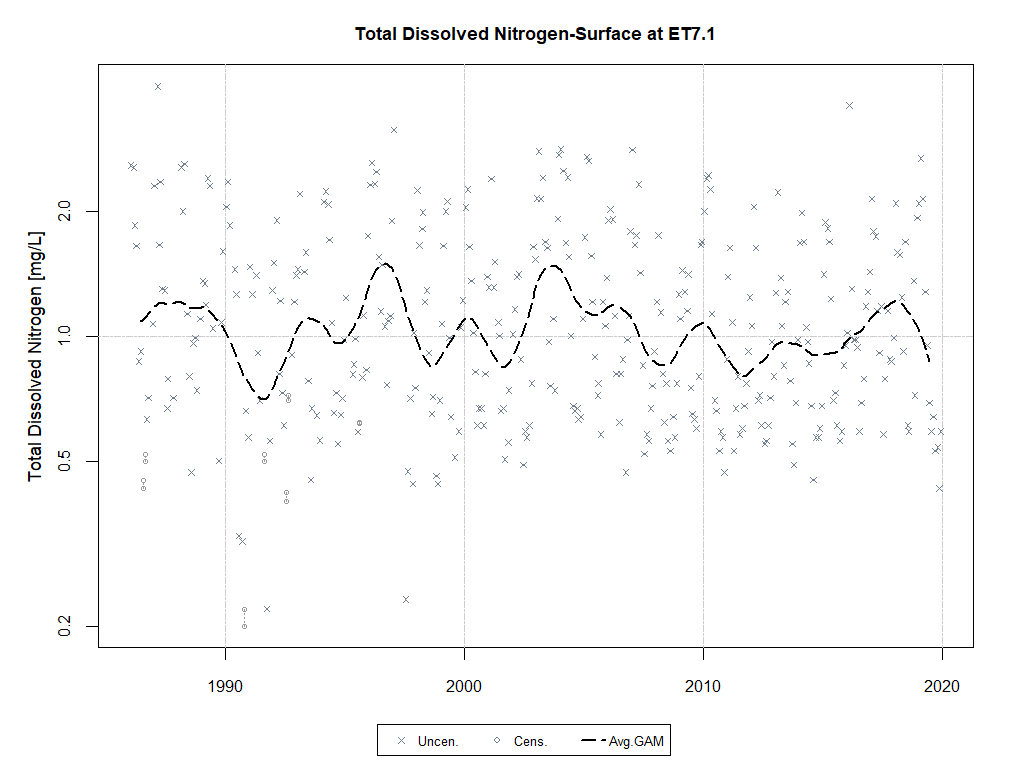 Total Dissolved Nitrogen-Surface at ET7.1
Total Dissolved Nitrogen [mg/L]
2.0
1.0
0.5
0.2
1990 2000 2010 2020
Uncen. Cens. Avg.GAM